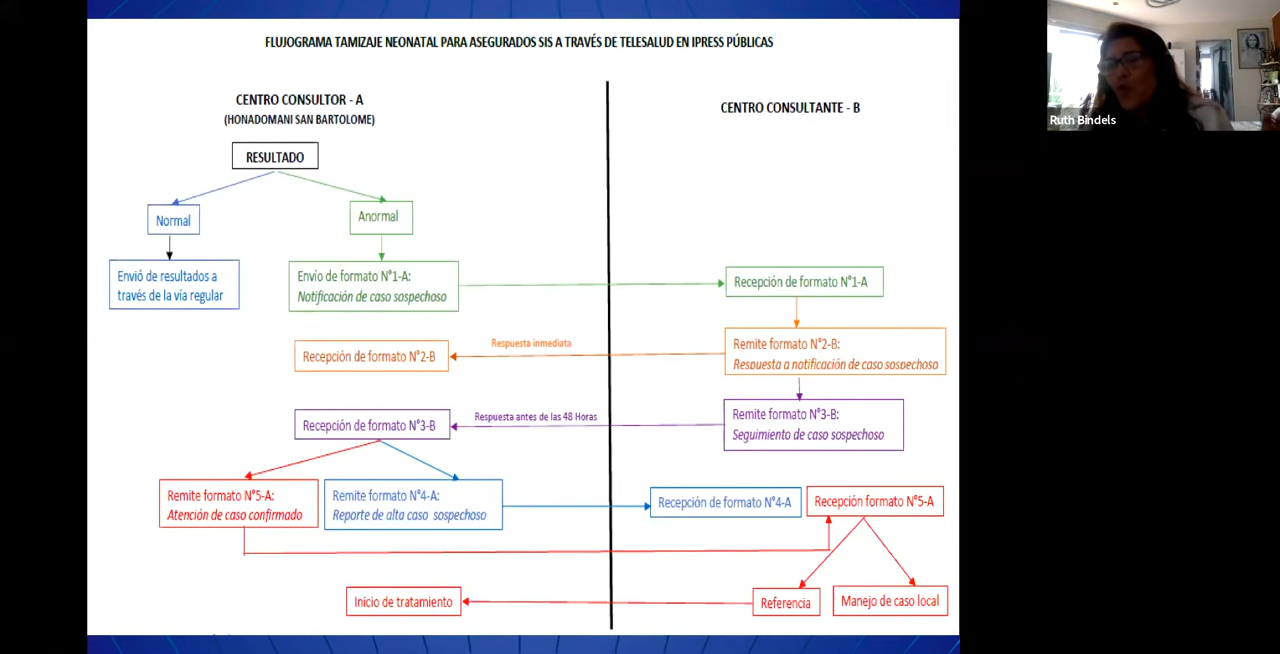 FLUJOGRAMA TAMIZAJE NEONATAL PARA ASEGURADOS SIS A TRAVÉS DE TELESALUD EN IPRESS PÚBLICAS
CENTRO CONSULTOR - A
(HONADOMANI SAN BARTOLOME)
CENTRO CONSULTANTE - B
Ruth Bindels
RESULTADO
Normal
Anormal
Envió de resultados a
través de la vía regular
Envío de formato N°1-A:
Notificación de caso sospechoso
Recepción de formato N°1-A
Recepción de formato N°2-B
Respuesta inmediata
Remite formato N°2-B:
Respuesta a notificación de caso sospechoso
Recepción de formato N°3-B
Respuesta antes de las 48 Horas
Remite formato N°3-B:
Seguimiento de caso sospechoso
Remite formato N°5-A:
Atención de caso confirmado
Remite formato N°4-A:
Reporte de alta caso sospechoso
Recepción de formato N°4-A
Recepción formato N°5-A
Inicio de tratamiento
Referencia
Manejo de caso local